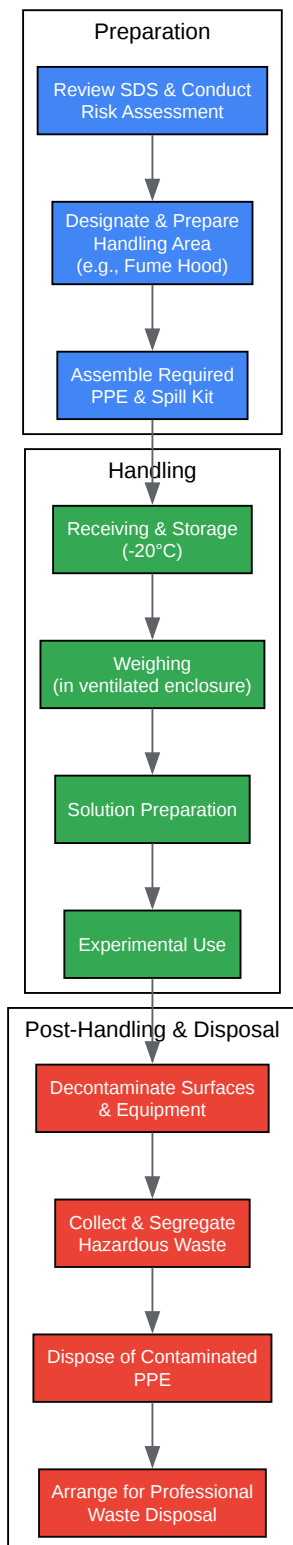 Preparation
Review SDS & Conduct
Risk Assessment
Designate & Prepare
Handling Area
(e.g., Fume Hood)
Assemble Required
PPE & Spill Kit
Handling
Receiving & Storage
(-20°C)
Weighing
(in ventilated enclosure)
Solution Preparation
Experimental Use
Post-Handling & Disposal
Decontaminate Surfaces
& Equipment
Collect & Segregate
Hazardous Waste
Dispose of Contaminated
PPE
Arrange for Professional
Waste Disposal